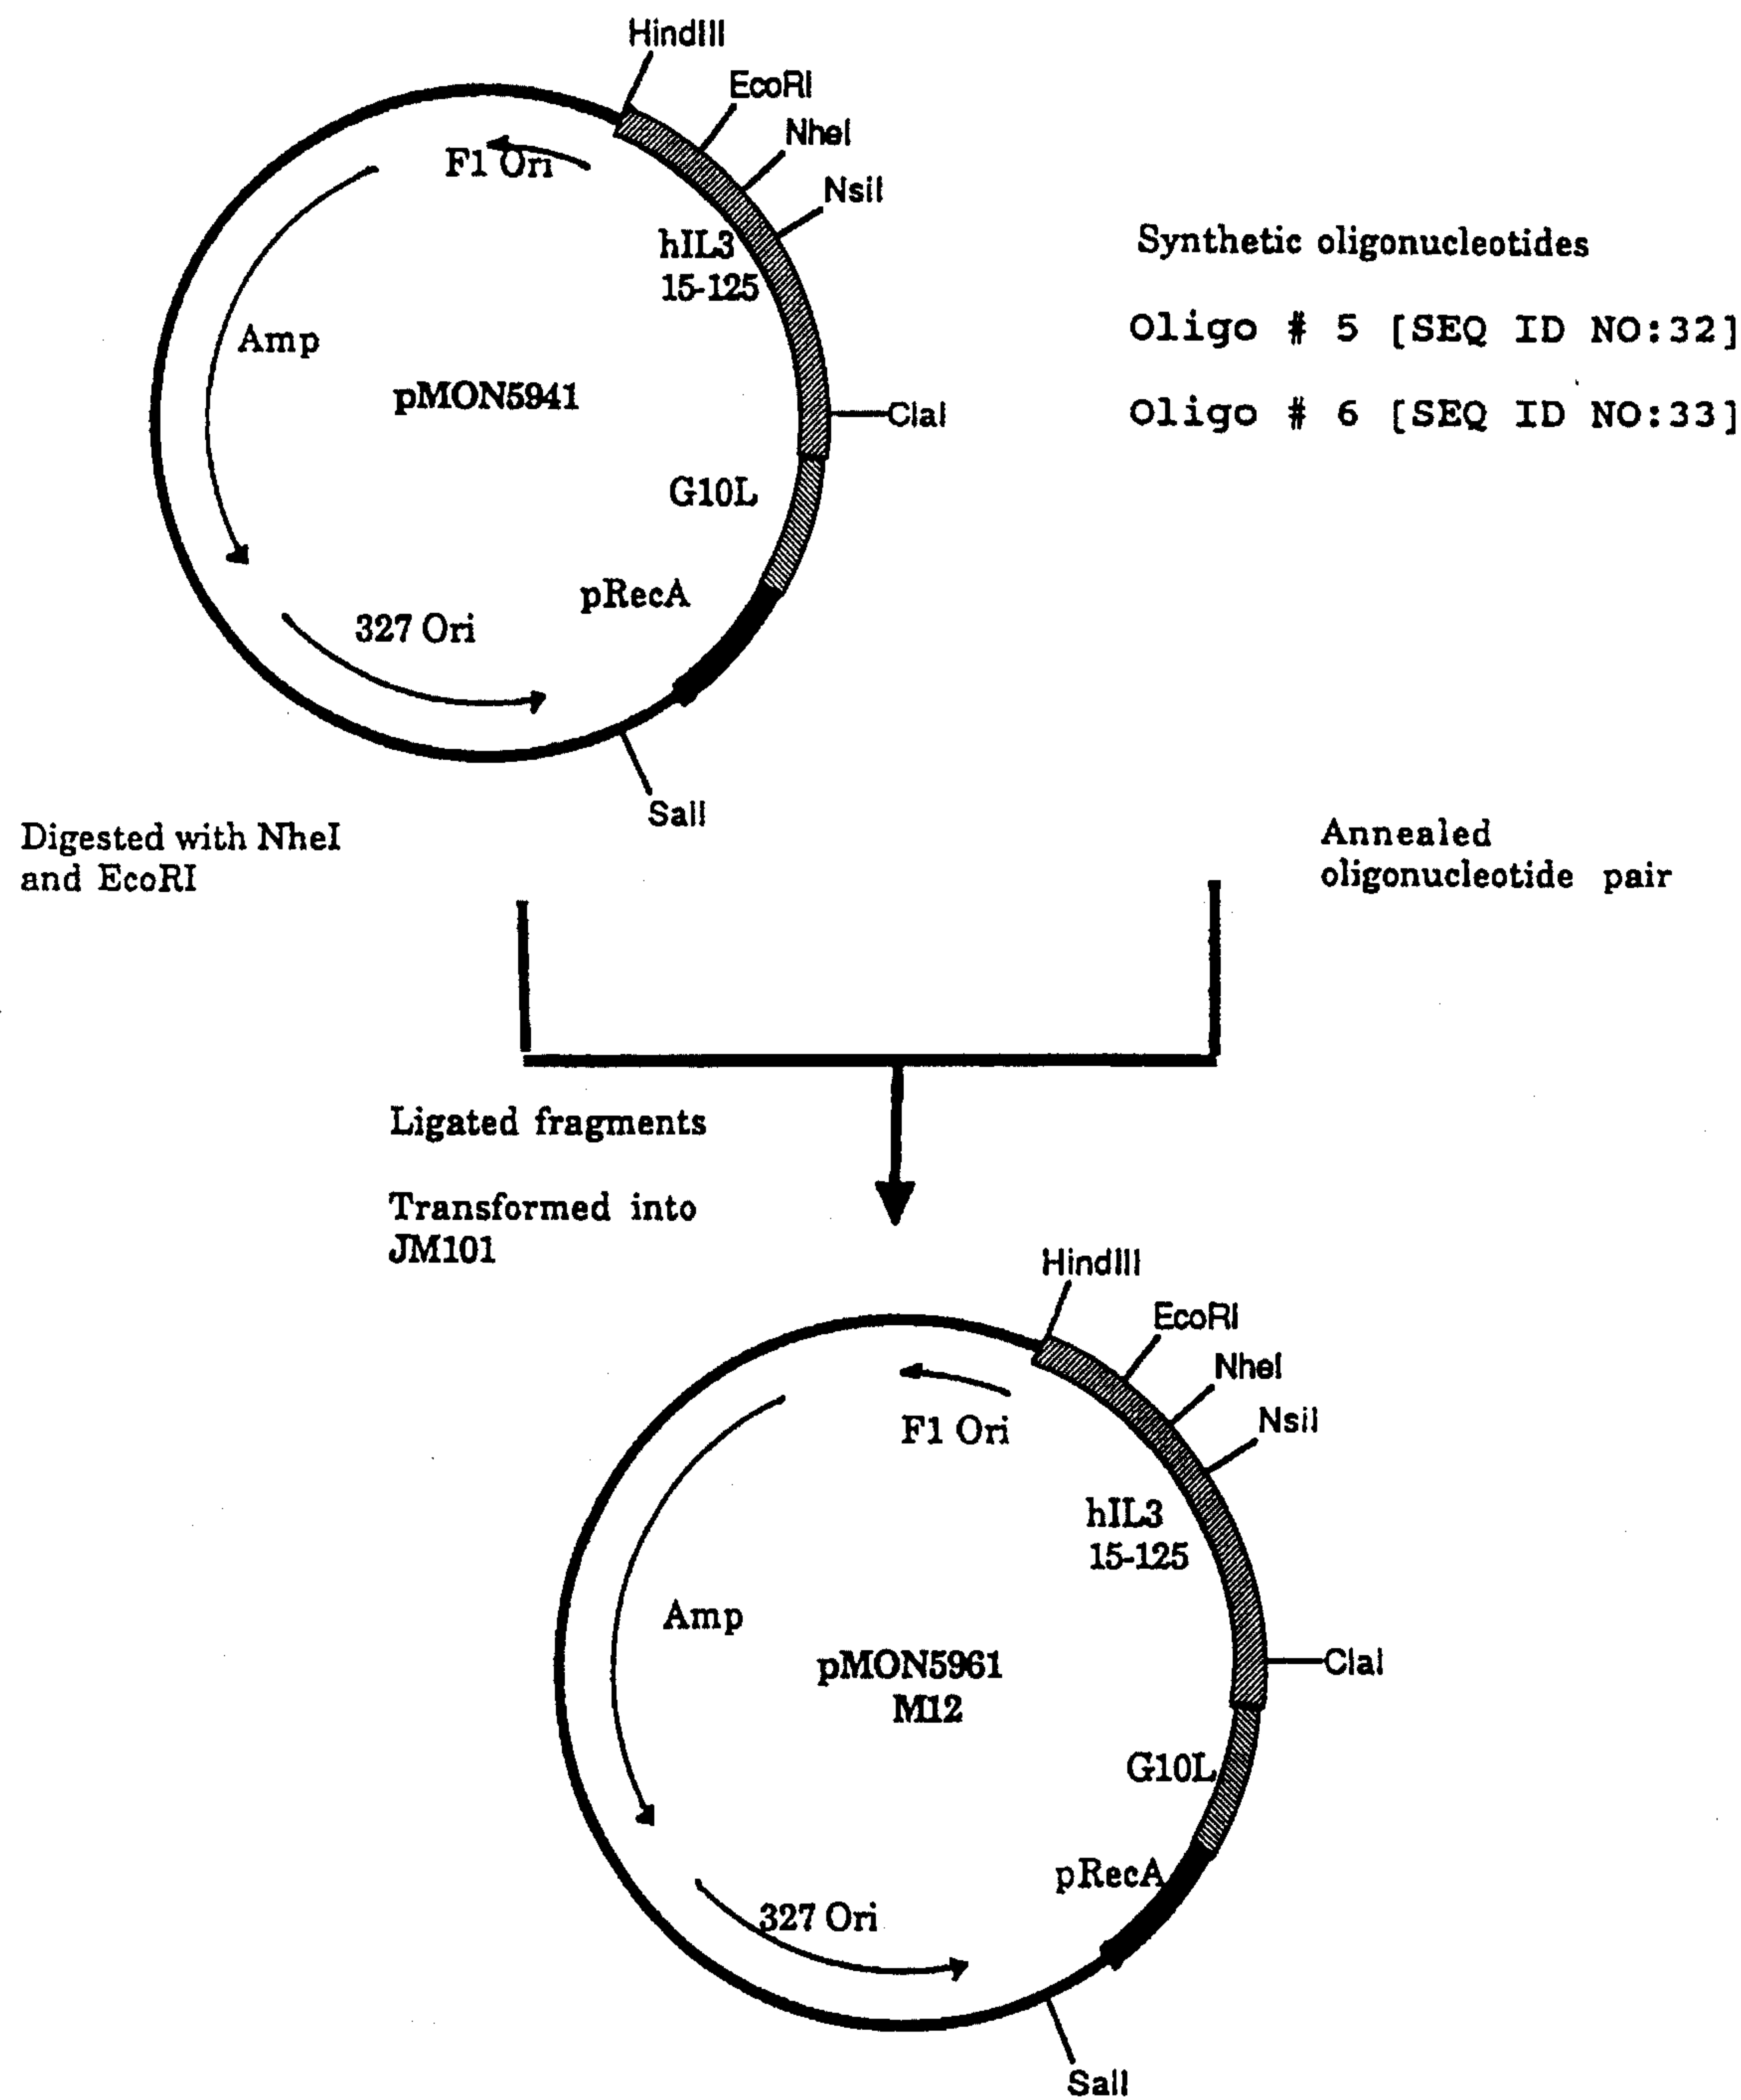 HindIII
EcoRI
NheI
NsiI
F1 Ori
hIL3
15-125
Amp
pMON5941
ClaI
G10L
pRecA
327 Ori
SalI
Synthetic oligonucleotides
Oligo # 5 [SEQ ID NO:32]
Oligo # 6 [SEQ ID NO:33]
Digested with NheI
and EcoRI
Annealed
oligonucleotide pair
Ligated fragments
Transformed into
JM101
HindIII
EcoRI
NheI
NsiI
F1 Ori
hIL3
15-125
Amp
pMON5961
M12
ClaI
G10L
pRecA
327 Ori
SalI